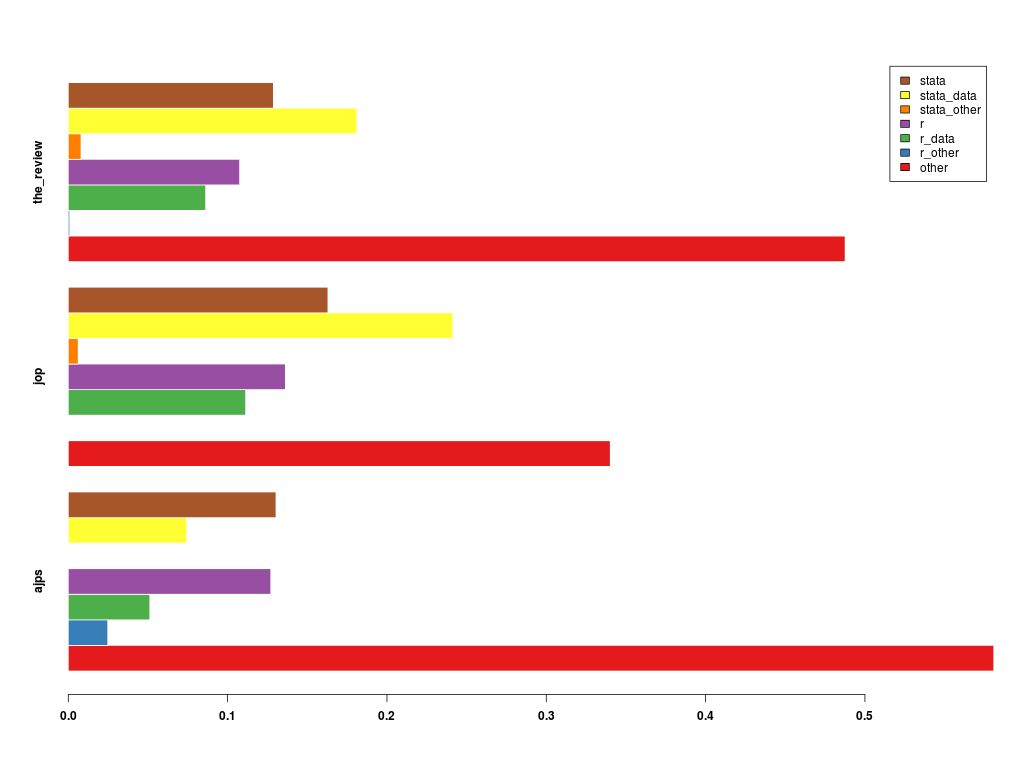 stata
stata_data
stata_other
r
r_data
r_other
other
the_review
jop
ajps
0.0 0.1 0.2 0.3 0.4 0.5